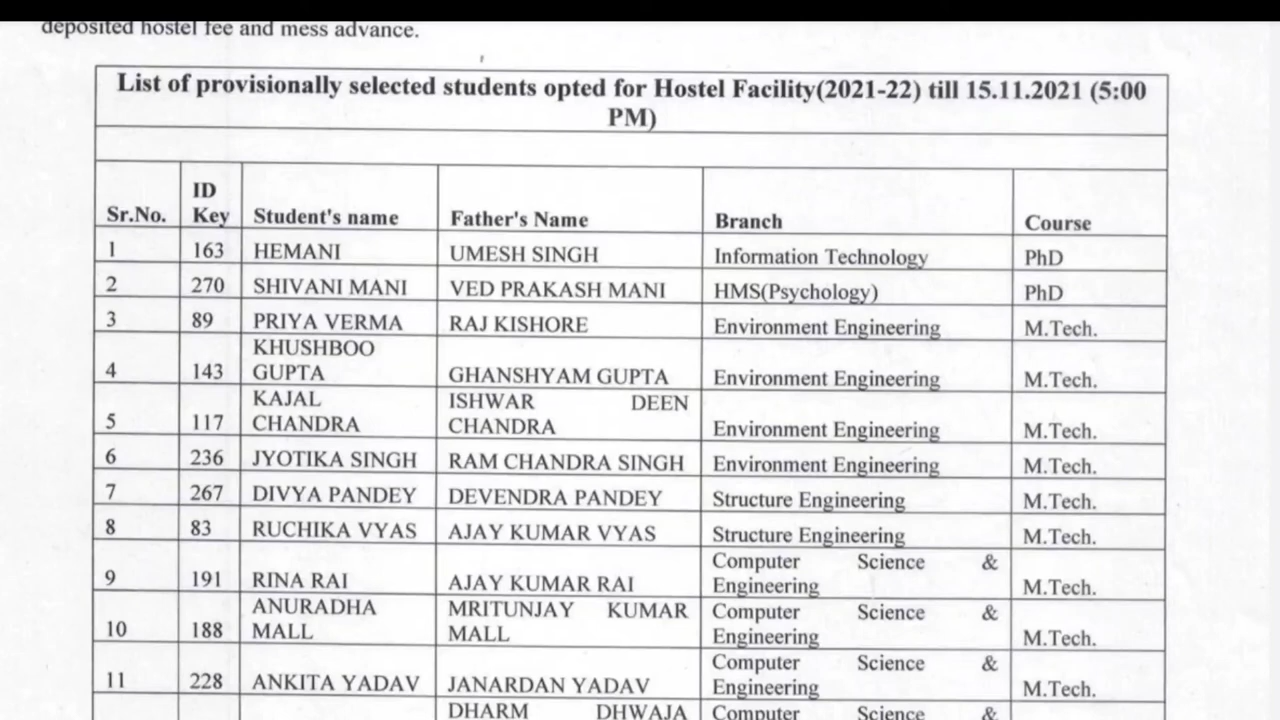 deposited hostel fee and mess advance.
List of provisionally selected students opted for Hostel Facility(2021-22) till 15.11.2021 (5:00
PM)
Sr.No. ID Key Student's name Father's Name Branch Course
1 163 HEMANI UMESH SINGH Information Technology PhD
2 270 SHIVANI MANI VED PRAKASH MANI HMS(Psychology) PhD
3 89 PRIYA VERMA RAJ KISHORE Environment Engineering M.Tech.
4 143 KHUSHBOO GUPTA GHANSHYAM GUPTA Environment Engineering M.Tech.
5 117 KAJAL CHANDRA ISHWAR DEEN CHANDRA Environment Engineering M.Tech.
6 236 JYOTIKA SINGH RAM CHANDRA SINGH Environment Engineering M.Tech.
7 267 DIVYA PANDEY DEVENDRA PANDEY Structure Engineering M.Tech.
8 83 RUCHIKA VYAS AJAY KUMAR VYAS Structure Engineering M.Tech.
9 191 RINA RAI AJAY KUMAR RAI Computer Science & Engineering M.Tech.
10 188 ANURADHA MALL MRITUNJAY KUMAR MALL Computer Science & Engineering M.Tech.
11 228 ANKITA YADAV JANARDAN YADAV Computer Science & Engineering M.Tech.
DHARM DHWAJA Computer Science &